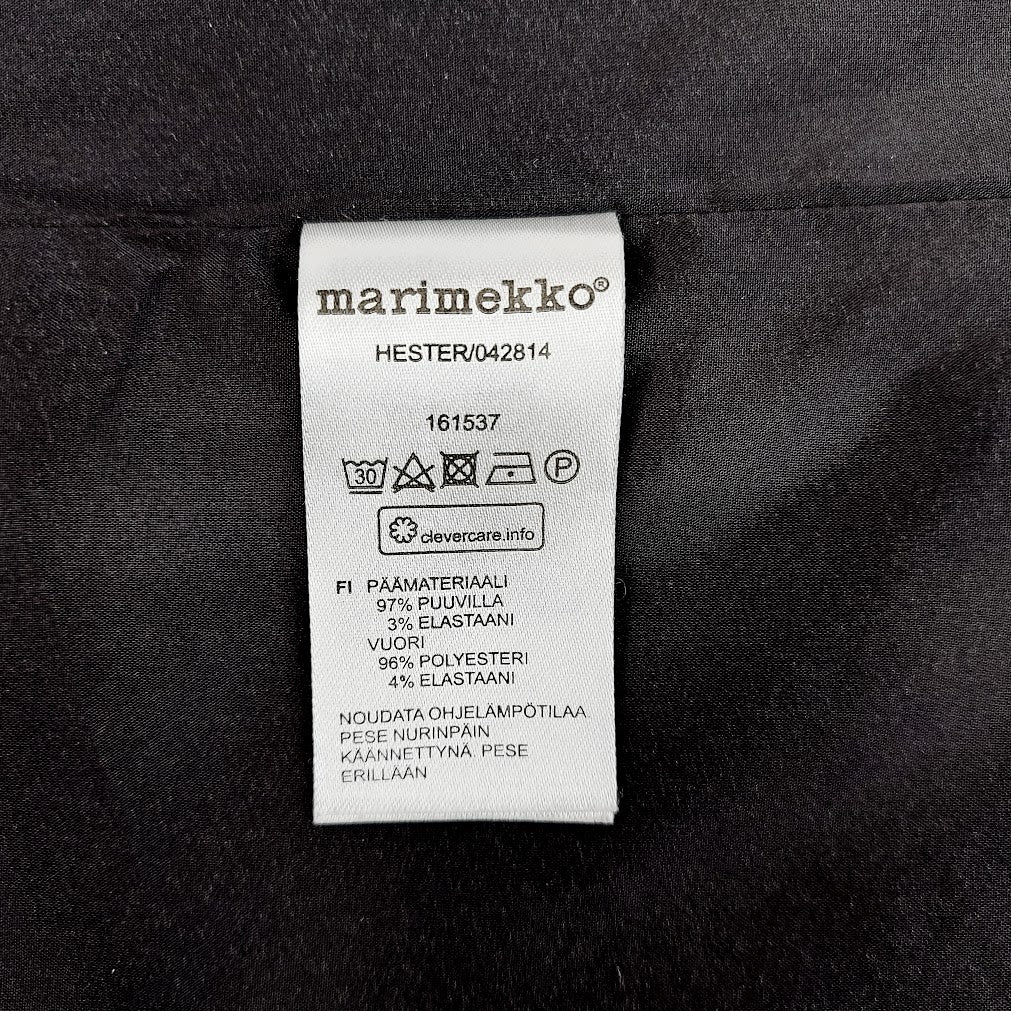 marimekko®
HESTER/042814
161537
30 P
clevercare.info
FI PÄÄMATERIAALI
97% PUUVILLA
3% ELASTAANI
VUORI
96% POLYESTERI
4% ELASTAANI
NOUDATA OHJELÄMPÖTILAA.
PESE NURINPÄIN
KÄÄNNETTYNÄ. PESE
ERILLÄÄN